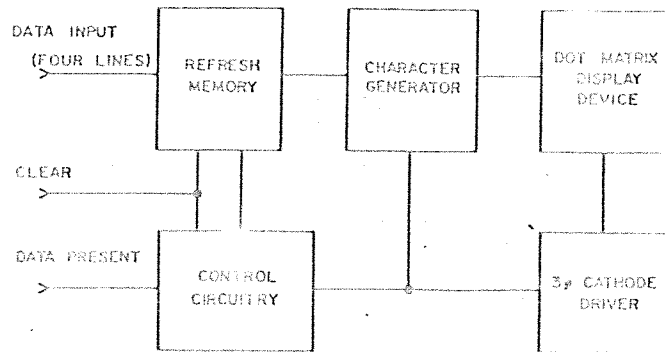 DATA INPUT
(FOUR LINES)
REFRESH
MEMORY
CHARACTER
GENERATOR
DOT MATRIX
DISPLAY
DEVICE
CLEAR
DATA PRESENT
CONTROL
CIRCUITRY
3φ CATHODE
DRIVER